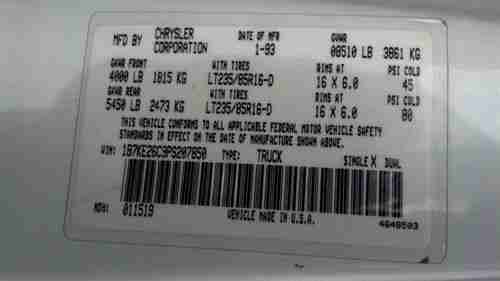 MFD BY CHRYSLER CORPORATION DATE OF MFR 1-93 GVWR 08510 LB 3861 KG
GAWR FRONT WITH TIRES RIMS AT PSI COLD
4000 LB 1815 KG LT235/85R16-D 16 X 6.0 45
GAWR REAR WITH TIRES RIMS AT PSI COLD
5450 LB 2473 KG LT235/85R16-D 16 X 6.0 80
THIS VEHICLE CONFORMS TO ALL APPLICABLE FEDERAL MOTOR VEHICLE SAFETY
STANDARDS IN EFFECT ON THE DATE OF MANUFACTURE SHOWN ABOVE.
VIN: 1B7KE26C9PS207850 TYPE: TRUCK SINGLE X DUAL
MDH: 011519 VEHICLE MADE IN U.S.A. 4648503